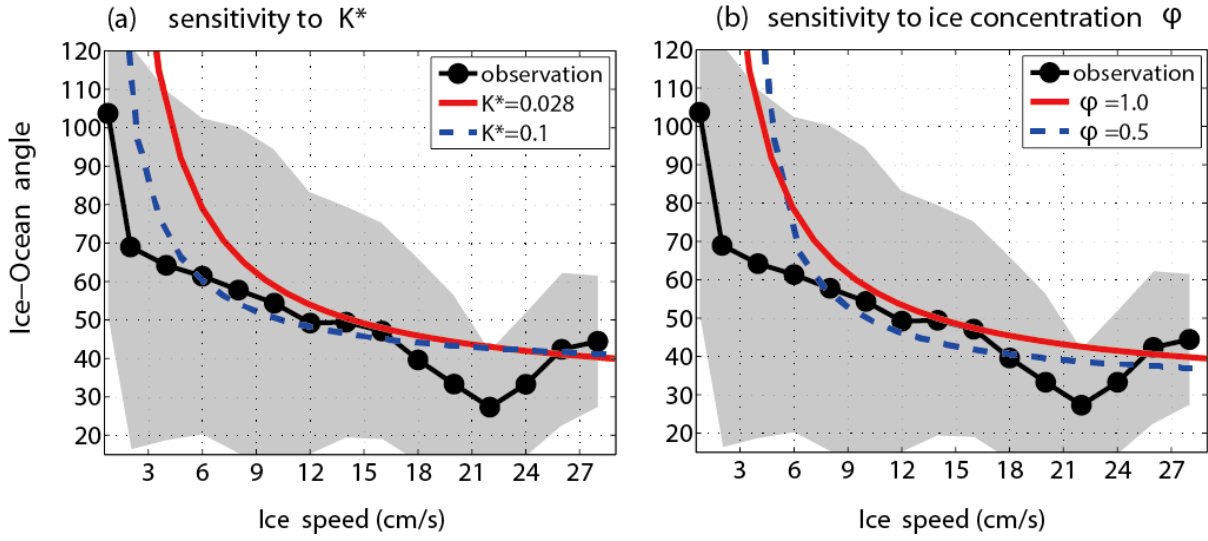 (a) sensitivity to K*
120
110
100
90
80
70
60
50
40
30
20
Ice–Ocean angle
observation
K*=0.028
K*=0.1
3 6 9 12 15 18 21 24 27
Ice speed (cm/s)
(b) sensitivity to ice concentration φ
120
110
100
90
80
70
60
50
40
30
20
observation
φ=1.0
φ=0.5
3 6 9 12 15 18 21 24 27
Ice speed (cm/s)